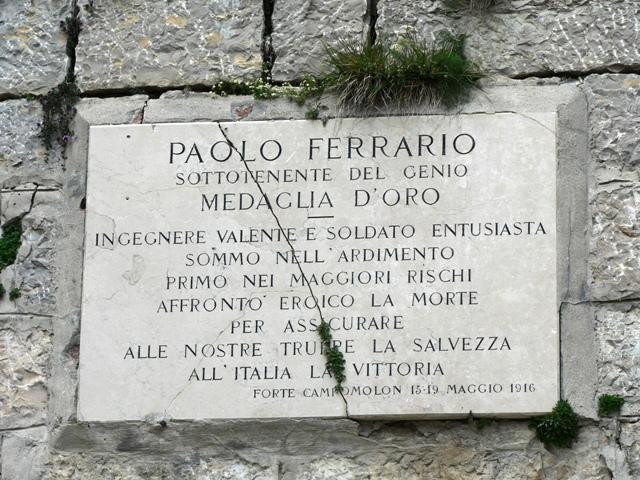 PAOLO FERRARIO
SOTTOTENENTE DEL GENIO
MEDAGLIA D'ORO
INGEGNERE VALENTE E SOLDATO ENTUSIASTA
SOMMO NELL'ARDIMENTO
PRIMO NEI MAGGIORI RISCHI
AFFRONTO' EROICO LA MORTE
PER ASSICURARE
ALLE NOSTRE TRUPPE LA SALVEZZA
ALL'ITALIA LA VITTORIA
FORTE CAMPOMOLON 15-19 MAGGIO 1916